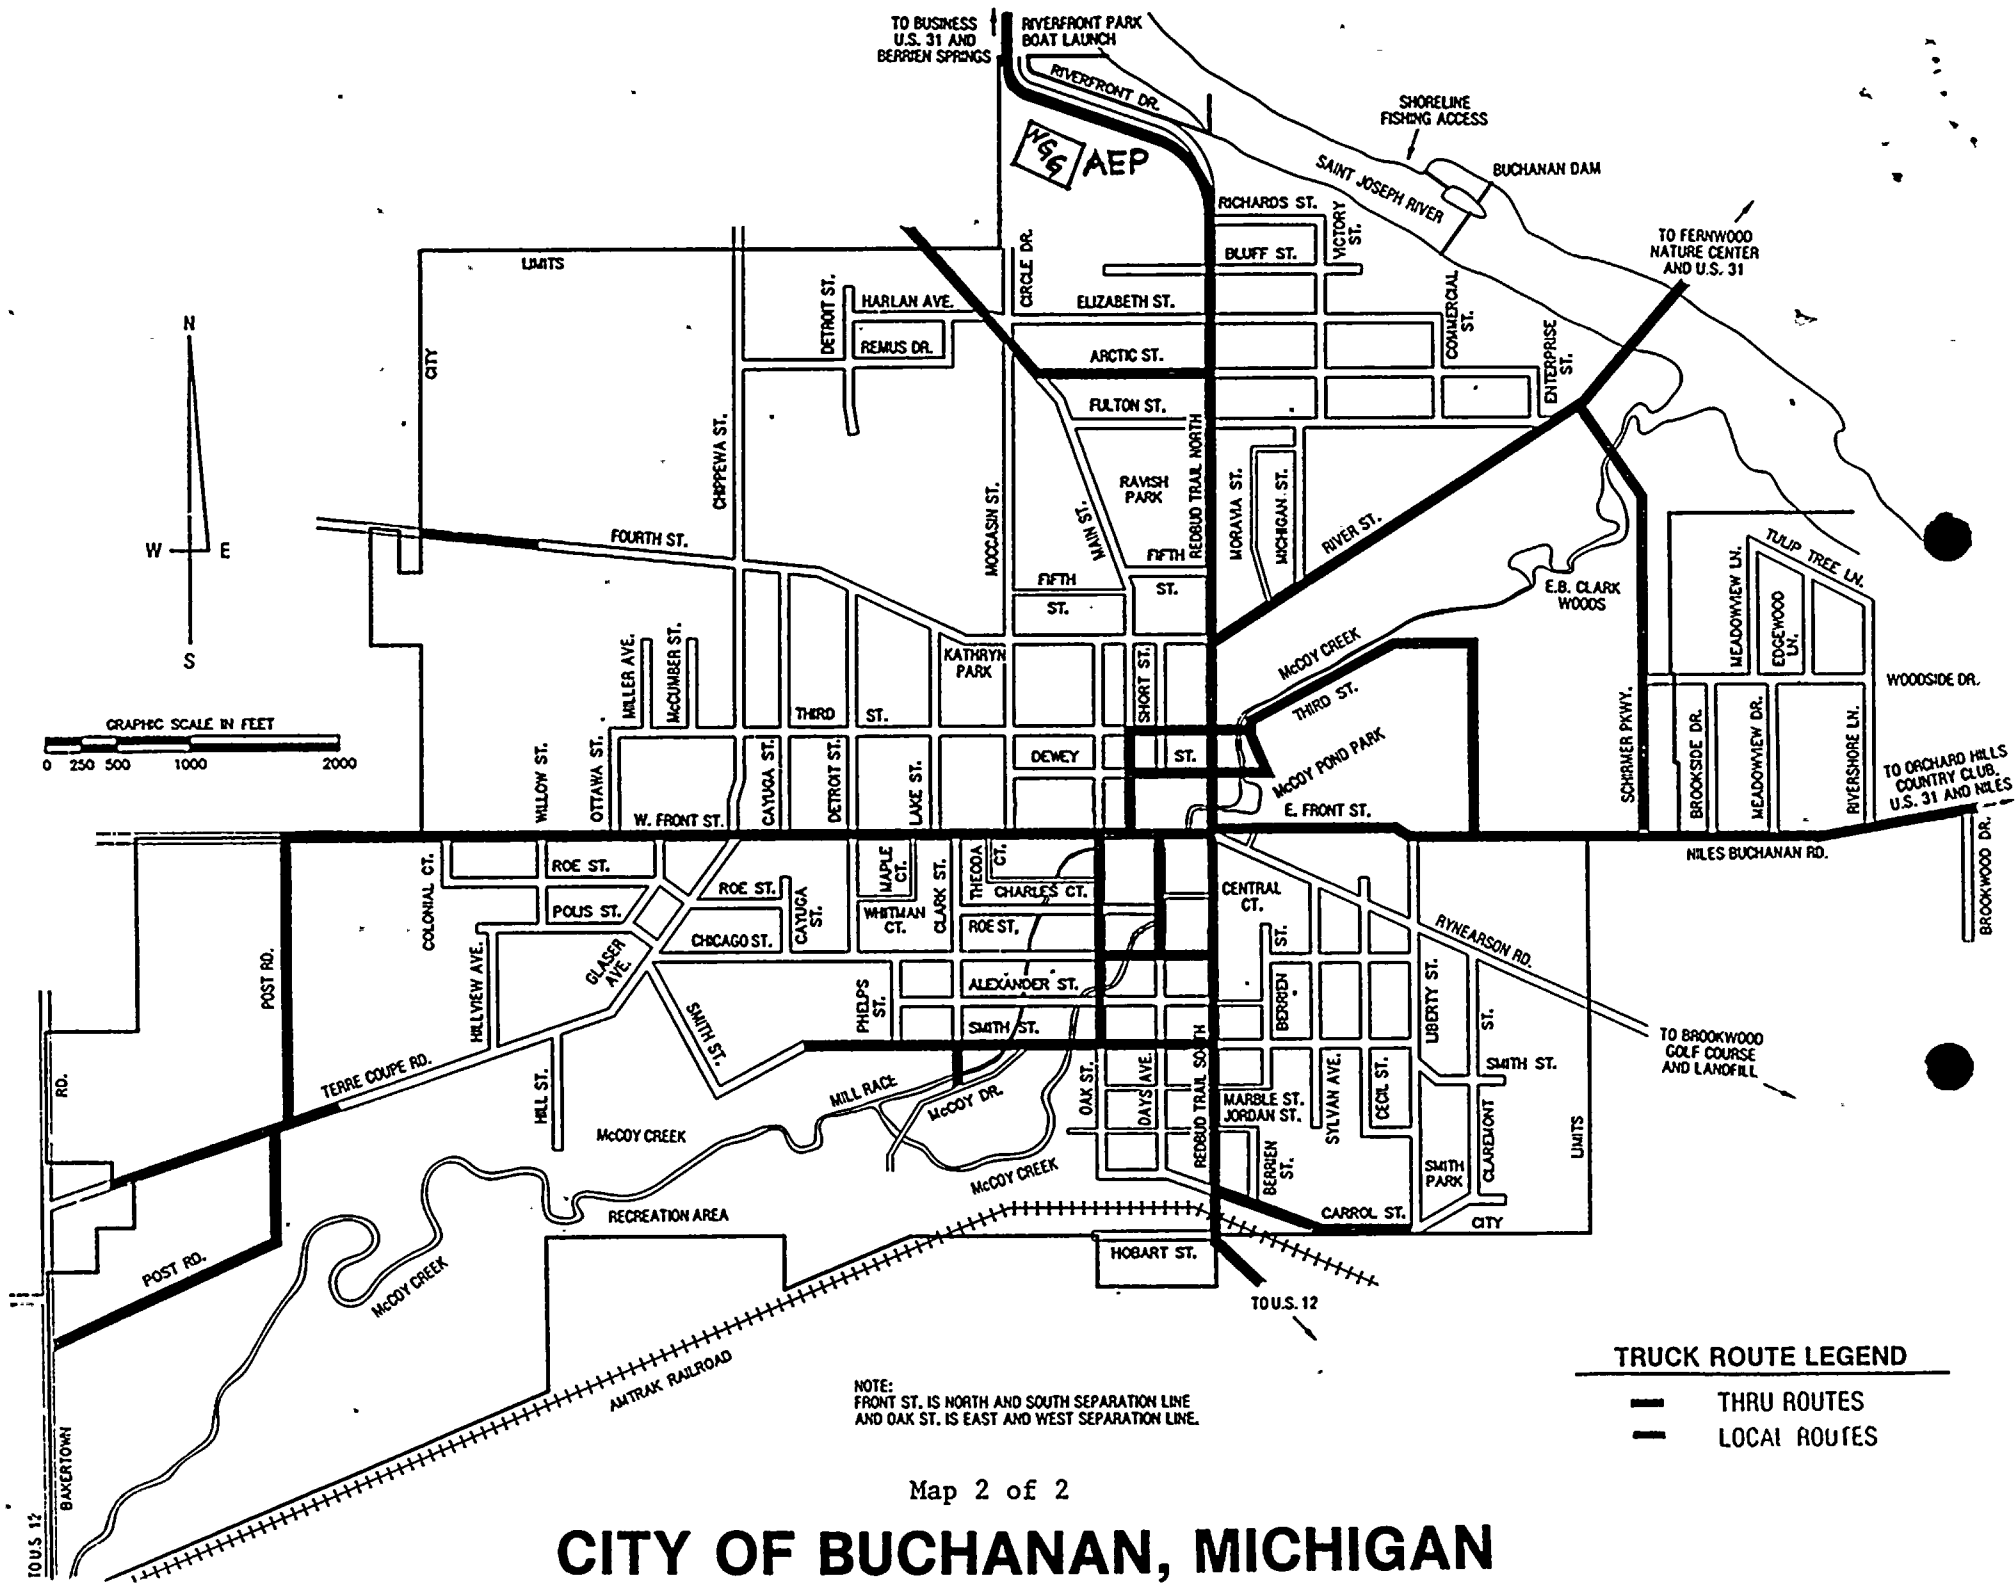 TO BUSINESS
U.S. 31 AND
BERRIEN SPRINGS
RIVERFRONT PARK
BOAT LAUNCH
RIVERFRONT DR.
SHORELINE
FISHING ACCESS
BUCHANAN DAM
SAINT JOSEPH RIVER
NGG
AEP
TO FERNWOOD
NATURE CENTER
AND U.S. 31
RICHARDS ST.
VICTORY
ST.
BLUFF ST.
LIMITS
CITY
CIRCLE DR.
DETROIT ST.
HARLAN AVE.
REMUS DR.
ELIZABETH ST.
COMMERCIAL
ST.
ENTERPRISE
ST.
ARCTIC ST.
FULTON ST.
N
W
E
S
CHIPPEWA ST.
MOCCASIN ST.
MAIN ST.
RAVISH
PARK
REDBUD TRAIL NORTH
MORAVIA ST.
MICHIGAN ST.
RIVER ST.
FOURTH ST.
FIFTH
ST.
FIFTH
ST.
E.B. CLARK
WOODS
MEADOWVIEW LN.
EDGEWOOD
LN.
TULIP TREE LN.
MILLER AVE.
McCUMBER ST.
KATHRYN
PARK
SHORT ST.
McCOY CREEK
THIRD ST.
WOODSIDE DR.
SCHIRMER PKWY.
BROOKSIDE DR.
MEADOWVIEW DR.
RIVERSHORE LN.
GRAPHIC SCALE IN FEET
0 250 500 1000 2000
THIRD ST.
DEWEY ST.
McCOY POND PARK
E. FRONT ST.
TO ORCHARD HILLS
COUNTRY CLUB,
U.S. 31 AND NILES
WILLOW ST.
OTTAWA ST.
W. FRONT ST.
CAYUGA ST.
DETROIT ST.
LAKE ST.
NILES BUCHANAN RD.
BROOKWOOD DR.
COLONIAL CT.
ROE ST.
POLIS ST.
ROE ST.
CAYUGA
ST.
CHICAGO ST.
MAPLE
CT.
WHITMAN
CT.
CLARK ST.
THEODA
CT.
CHARLES CT.
ROE ST.
CENTRAL
CT.
RYNEARSON RD.
POST RD.
HILLVIEW AVE.
GLASER
AVE.
SMITH ST.
PHELPS
ST.
ALEXANDER ST.
SMITH ST.
BERRIEN
ST.
LIBERTY ST.
ST.
SMITH ST.
TO BROOKWOOD
GOLF COURSE
AND LANDFILL
RD.
TERRE COUPE RD.
HILL ST.
McCOY CREEK
MILL RACE
McCOY DR.
OAK ST.
DAYS AVE.
REDBUD TRAIL SOUTH
MARBLE ST.
JORDAN ST.
SYLVAN AVE.
CECIL ST.
CLAREMONT
LIMITS
McCOY CREEK
BERRIEN
ST.
SMITH
PARK
RECREATION AREA
CARROL ST.
CITY
POST RD.
McCOY CREEK
HOBART ST.
TO U.S. 12
AMTRAK RAILROAD
TRUCK ROUTE LEGEND
THRU ROUTES
LOCAL ROUTES
NOTE:
FRONT ST. IS NORTH AND SOUTH SEPARATION LINE
AND OAK ST. IS EAST AND WEST SEPARATION LINE.
BAKERTOWN
TO U.S. 12
Map 2 of 2
CITY OF BUCHANAN, MICHIGAN